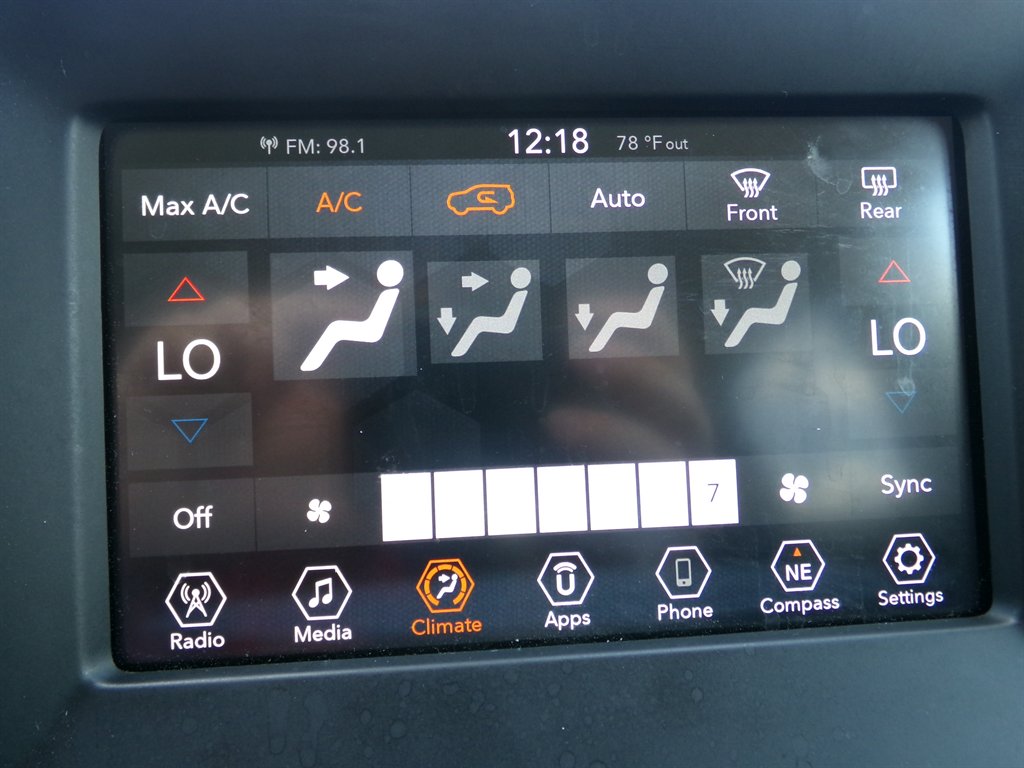 FM: 98.1 12:18 78 °F out
Max A/C A/C Auto Front Rear
LO LO
Off 7 Sync
Radio Media Climate Apps Phone NE Compass Settings